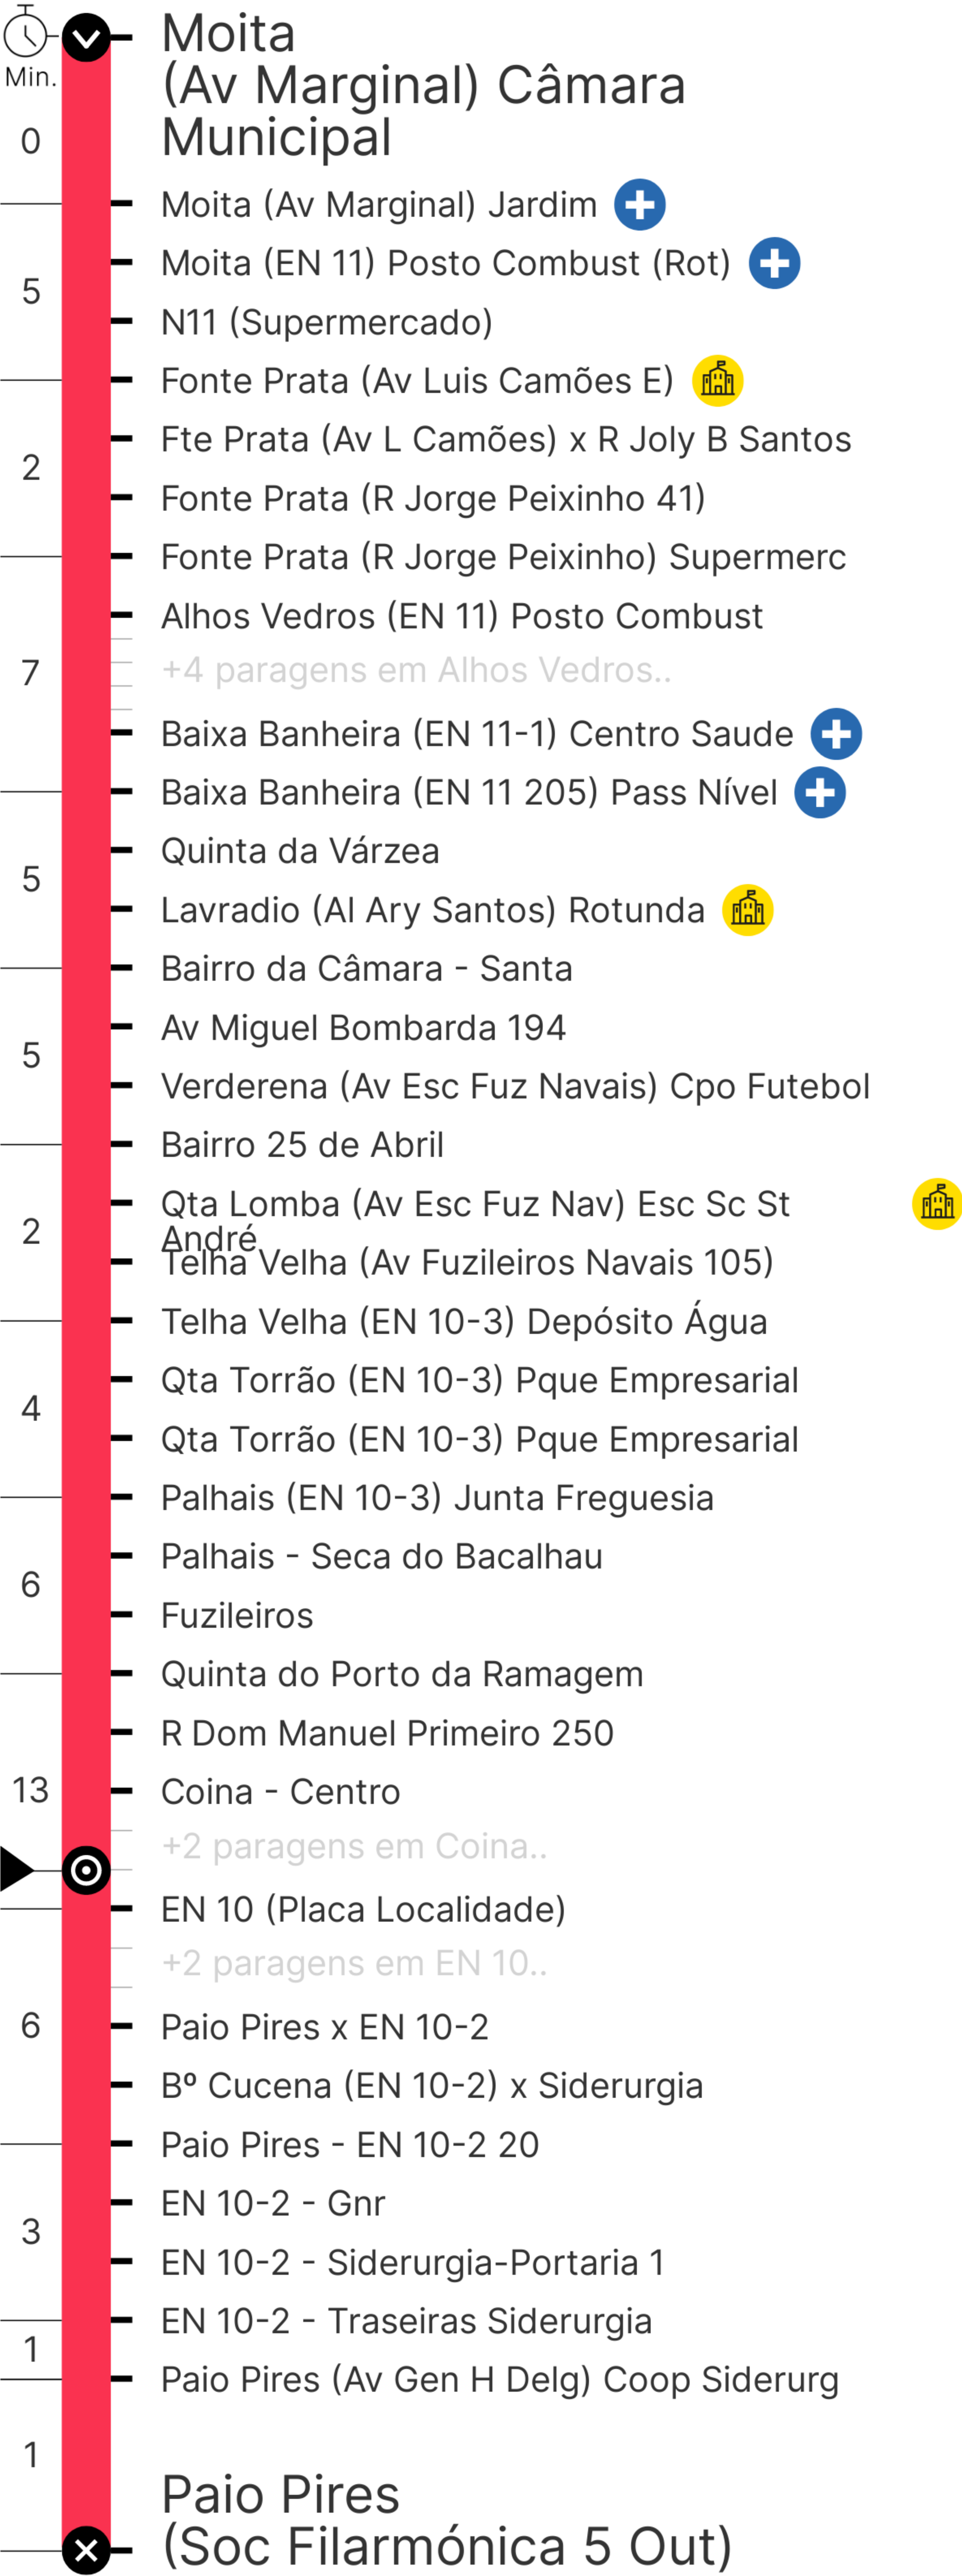 Moita
Min.
(Av Marginal) Câmara
0
Municipal
Moita (Av Marginal) Jardim
Moita (EN 11) Posto Combust (Rot)
5
N11 (Supermercado)
Fonte Prata (Av Luis Camões E)
Fte Prata (Av L Camões) x R Joly B Santos
2
Fonte Prata (R Jorge Peixinho 41)
Fonte Prata (R Jorge Peixinho) Supermerc
Alhos Vedros (EN 11) Posto Combust
7
+4 paragens em Alhos Vedros..
Baixa Banheira (EN 11-1) Centro Saude
Baixa Banheira (EN 11 205) Pass Nível
Quinta da Várzea
5
Lavradio (Al Ary Santos) Rotunda
Bairro da Câmara - Santa
Av Miguel Bombarda 194
5
Verderena (Av Esc Fuz Navais) Cpo Futebol
Bairro 25 de Abril
Qta Lomba (Av Esc Fuz Nav) Esc Sc St
2
André
Telha Velha (Av Fuzileiros Navais 105)
Telha Velha (EN 10-3) Depósito Água
Qta Torrão (EN 10-3) Pque Empresarial
4
Qta Torrão (EN 10-3) Pque Empresarial
Palhais (EN 10-3) Junta Freguesia
Palhais - Seca do Bacalhau
6
Fuzileiros
Quinta do Porto da Ramagem
R Dom Manuel Primeiro 250
13
Coina - Centro
+2 paragens em Coina..
EN 10 (Placa Localidade)
+2 paragens em EN 10..
6
Paio Pires x EN 10-2
Bº Cucena (EN 10-2) x Siderurgia
Paio Pires - EN 10-2 20
EN 10-2 - Gnr
3
EN 10-2 - Siderurgia-Portaria 1
EN 10-2 - Traseiras Siderurgia
1
Paio Pires (Av Gen H Delg) Coop Siderurg
1
Paio Pires
(Soc Filarmónica 5 Out)